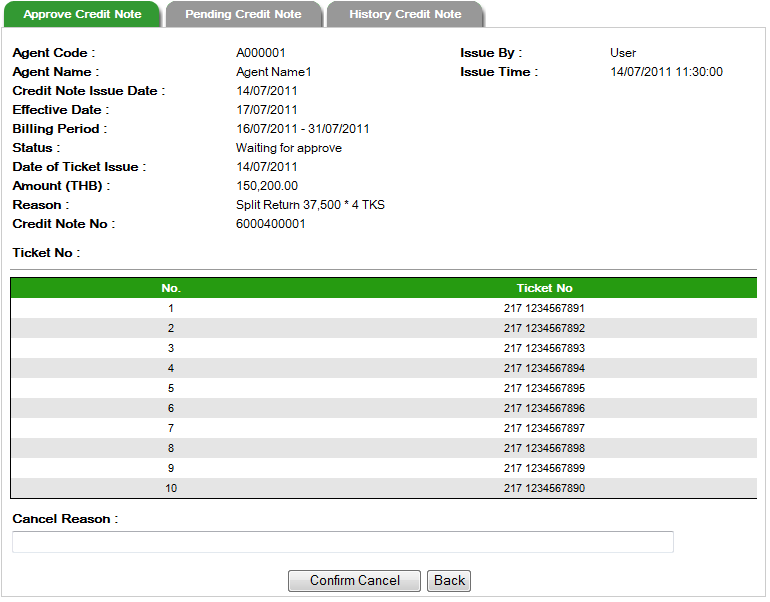 Approve Credit Note Pending Credit Note History Credit Note
Agent Code : A000001 Issue By : User
Agent Name : Agent Name1 Issue Time : 14/07/2011 11:30:00
Credit Note Issue Date : 14/07/2011
Effective Date : 17/07/2011
Billing Period : 16/07/2011 - 31/07/2011
Status : Waiting for approve
Date of Ticket Issue : 14/07/2011
Amount (THB) : 150,200.00
Reason : Split Return 37,500 * 4 TKS
Credit Note No : 6000400001
Ticket No :
No. Ticket No
1 217 1234567891
2 217 1234567892
3 217 1234567893
4 217 1234567894
5 217 1234567895
6 217 1234567896
7 217 1234567897
8 217 1234567898
9 217 1234567899
10 217 1234567890
Cancel Reason :
Confirm Cancel Back